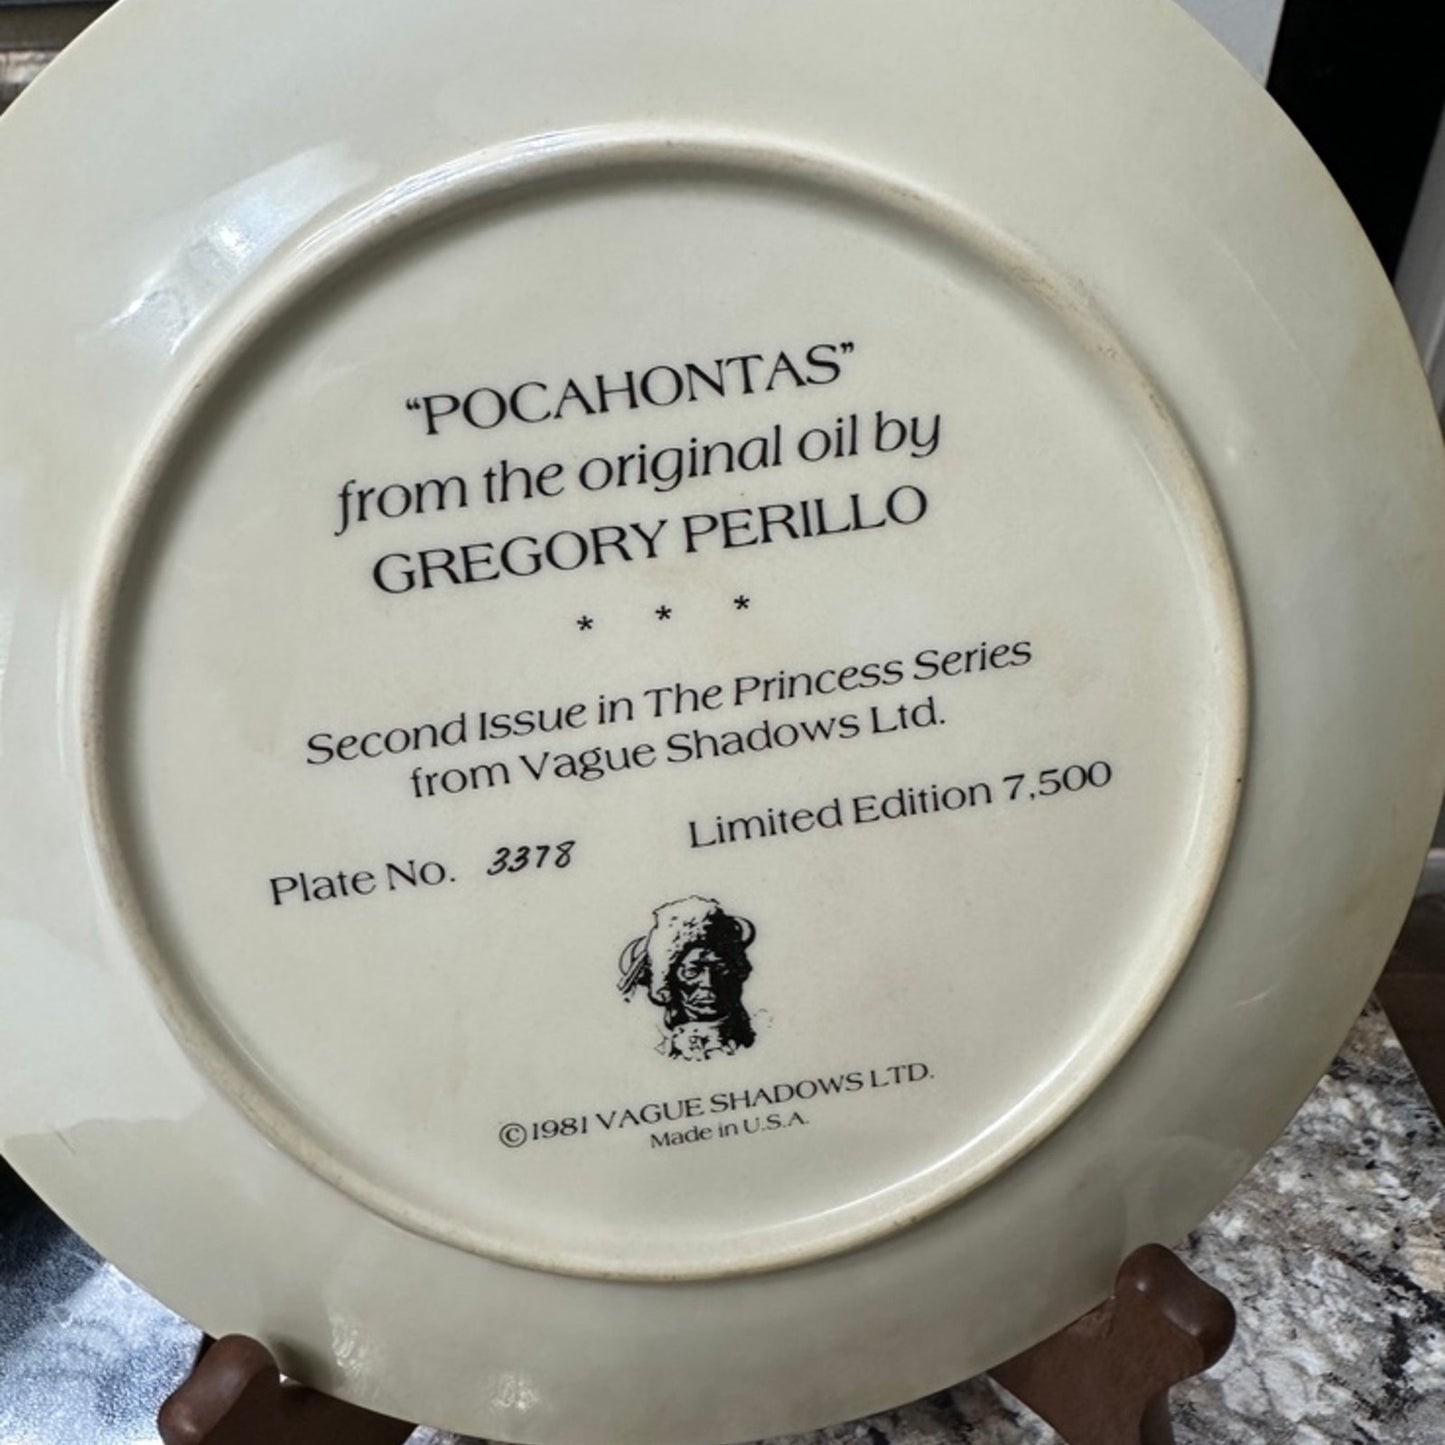 “POCAHONTAS”
from the original oil by
GREGORY PERILLO
* * *
Second Issue in The Princess Series
from Vague Shadows Ltd.
Plate No. 3378 Limited Edition 7,500
©1981 VAGUE SHADOWS LTD.
Made in U.S.A.